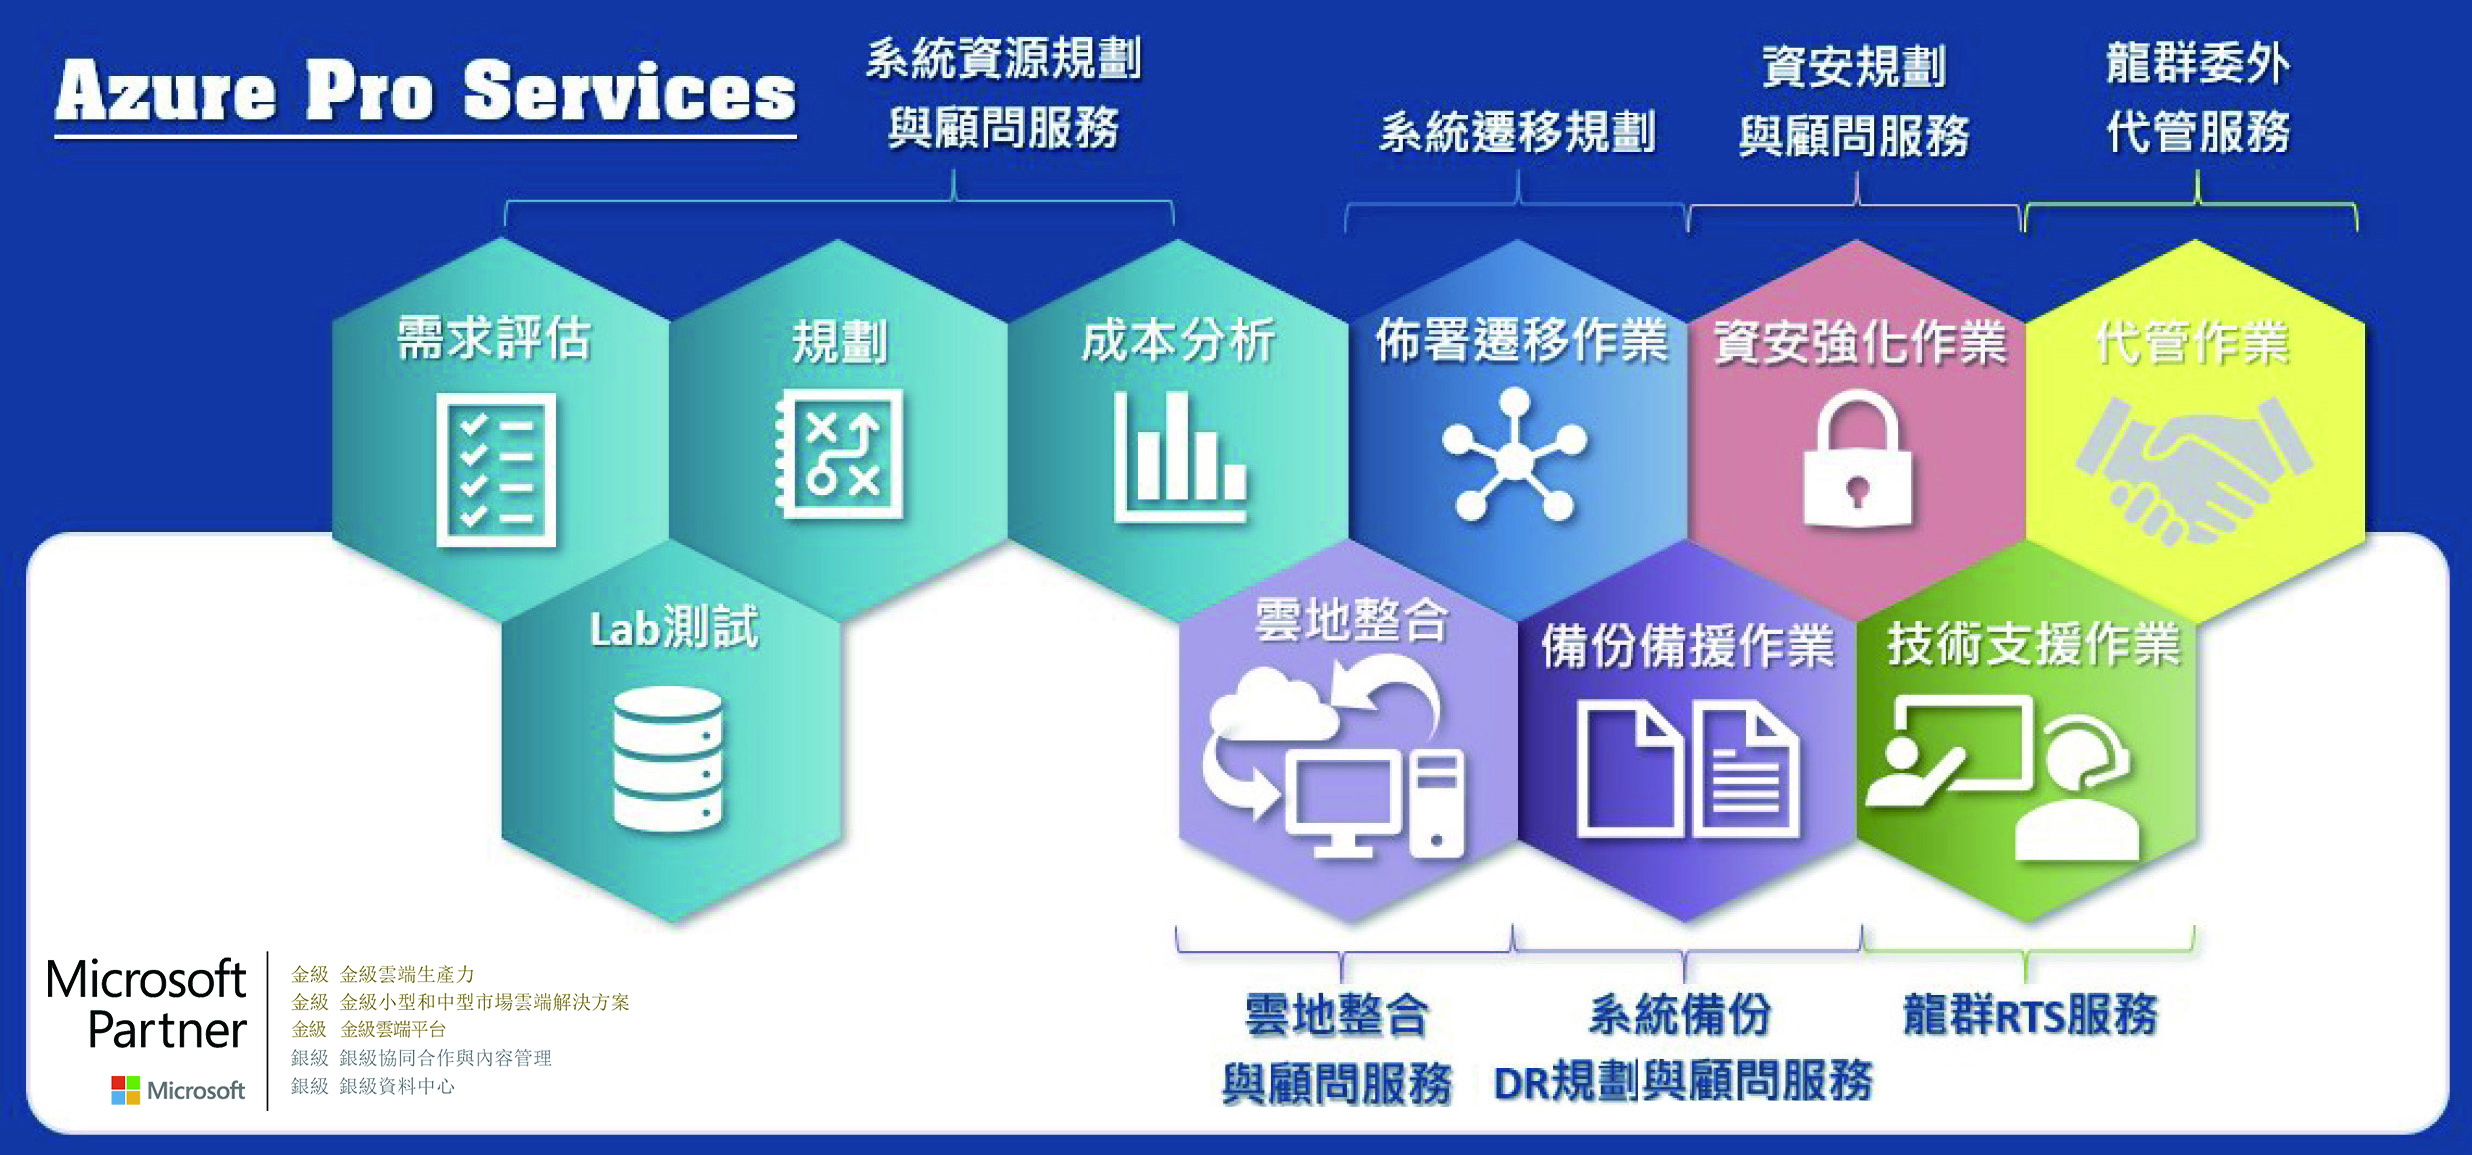 Azure Pro Services
系統資源規劃
與顧問服務
系統遷移規劃
資安規劃
與顧問服務
龍群委外
代管服務
需求評估
規劃
成本分析
佈署遷移作業
資安強化作業
代管作業
Lab測試
雲地整合
備份備援作業
技術支援作業
雲地整合
與顧問服務
系統備份
DR規劃與顧問服務
龍群RTS服務
Microsoft
Partner
Microsoft
金級 金級雲端生產力
金級 金級小型和中型市場雲端解決方案
金級 金級雲端平台
銀級 銀級協同合作與內容管理
銀級 銀級資料中心